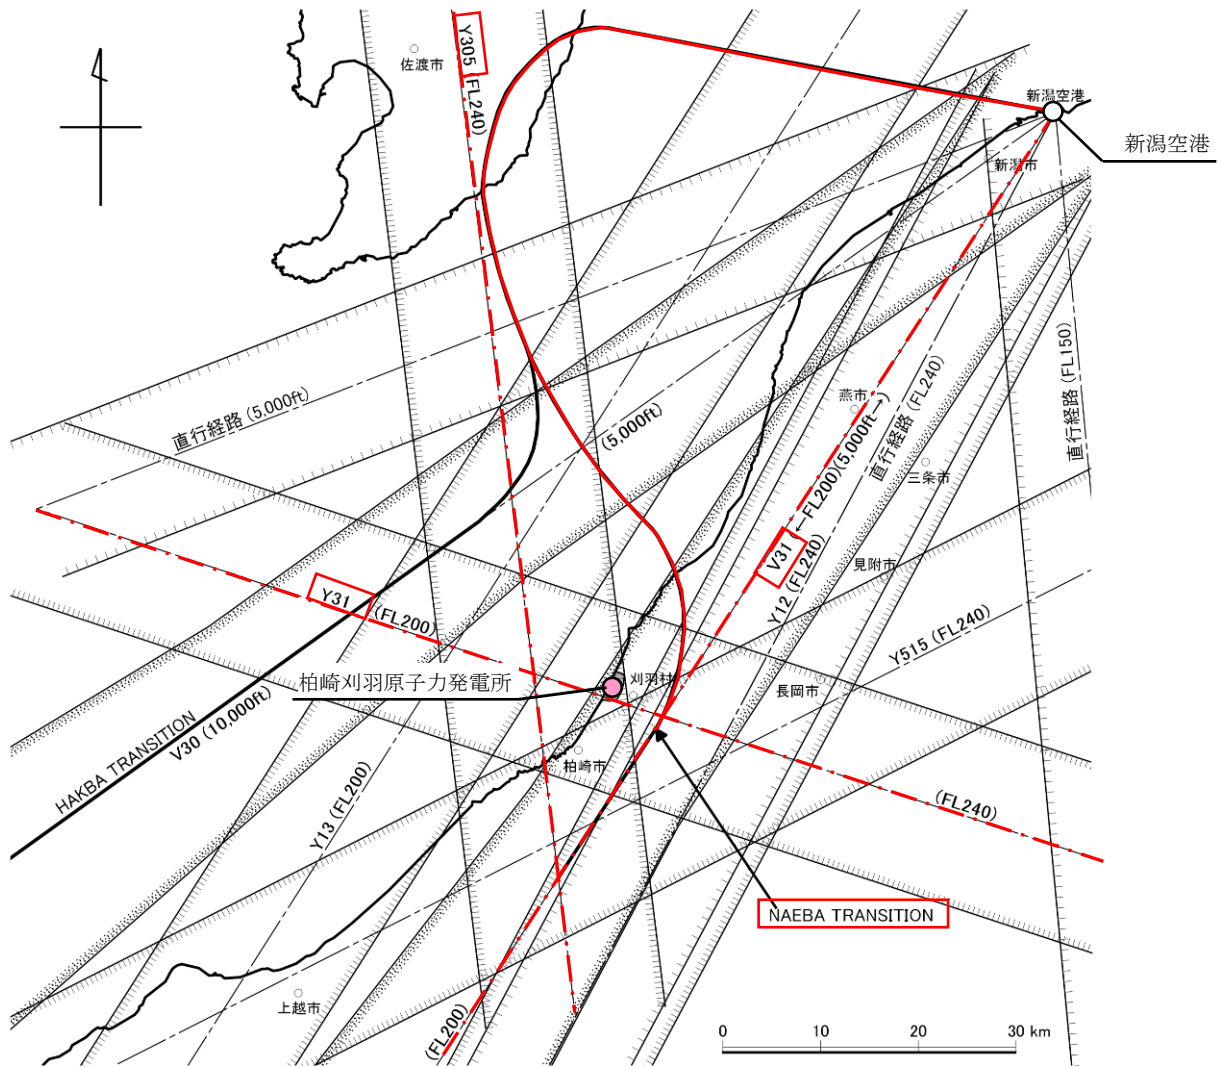 佐渡市
Y305 (FL240)
新潟空港
新潟空港
新潟市
直行経路 (FL150)
燕市
直行経路 (5,000ft)
(5,000ft)
V31 (←FL200)(5,000ft→)
直行経路 (FL240)
三条市
Y12 (FL240)
見附市
Y31 (FL200)
Y515 (FL240)
柏崎刈羽原子力発電所
刈羽村
長岡市
HAKBA TRANSITION
V30 (10,000ft)
柏崎市
Y13 (FL200)
(FL240)
NAEBA TRANSITION
上越市
(FL200)
0 10 20 30 km